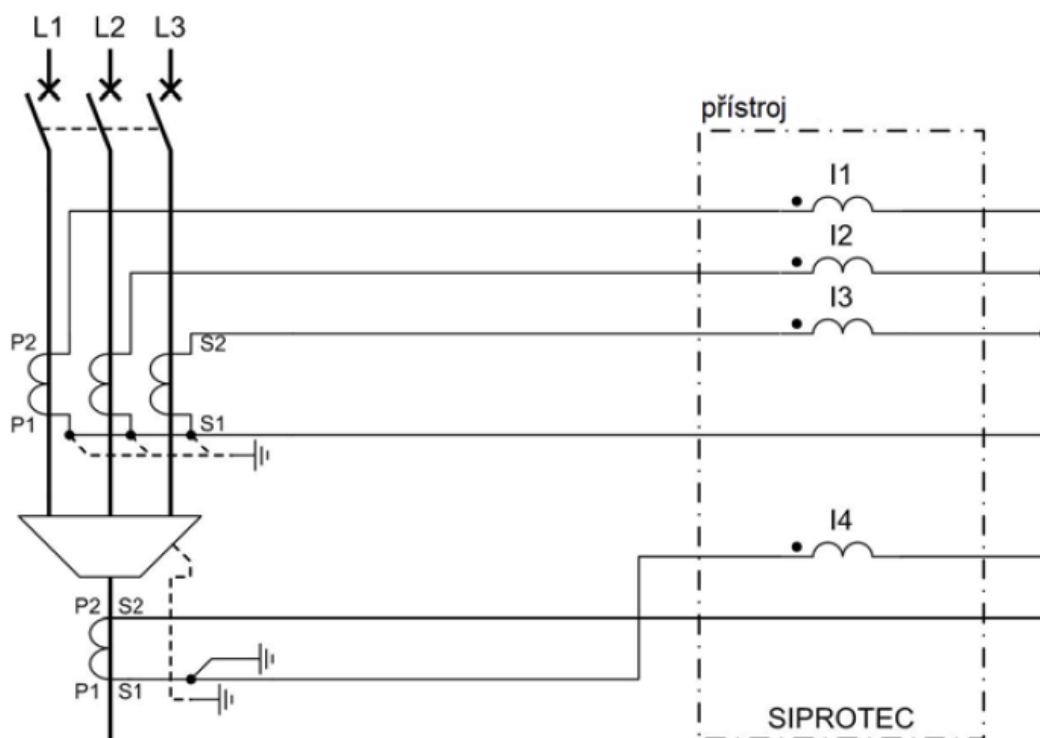 L1 L2 L3
přístroj
I1
I2
I3
P2 S2
P1 S1
I4
P2 S2
P1 S1
SIPROTEC